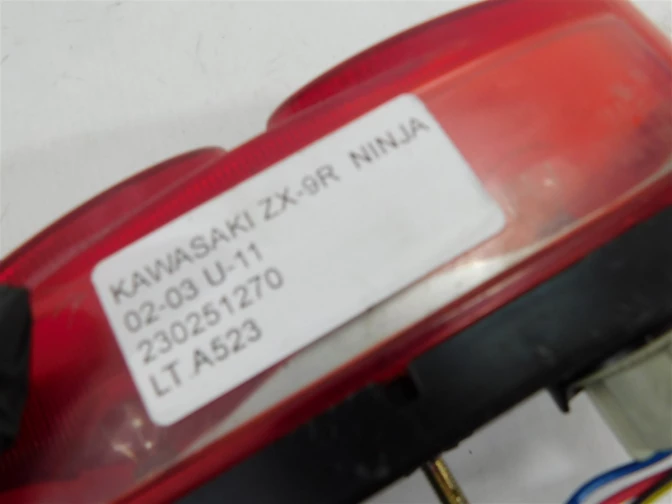 KAWASAKI ZX-9R NINJA
02-03 U-11
230251270
LT A523